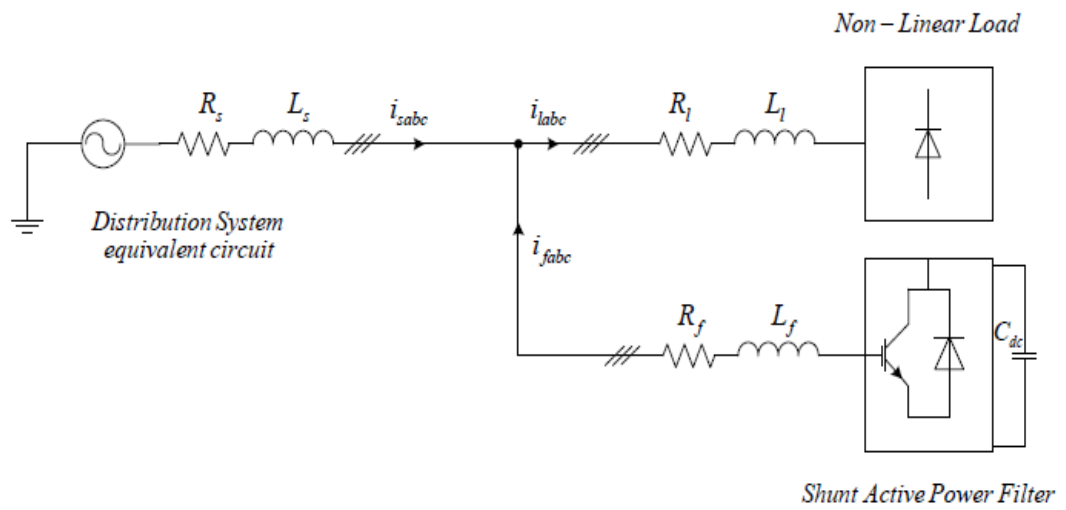 Non – Linear Load
R_s
L_s
i_sabc
i_labc
R_l
L_l
Distribution System
equivalent circuit
i_fabc
R_f
L_f
C_dc
Shunt Active Power Filter